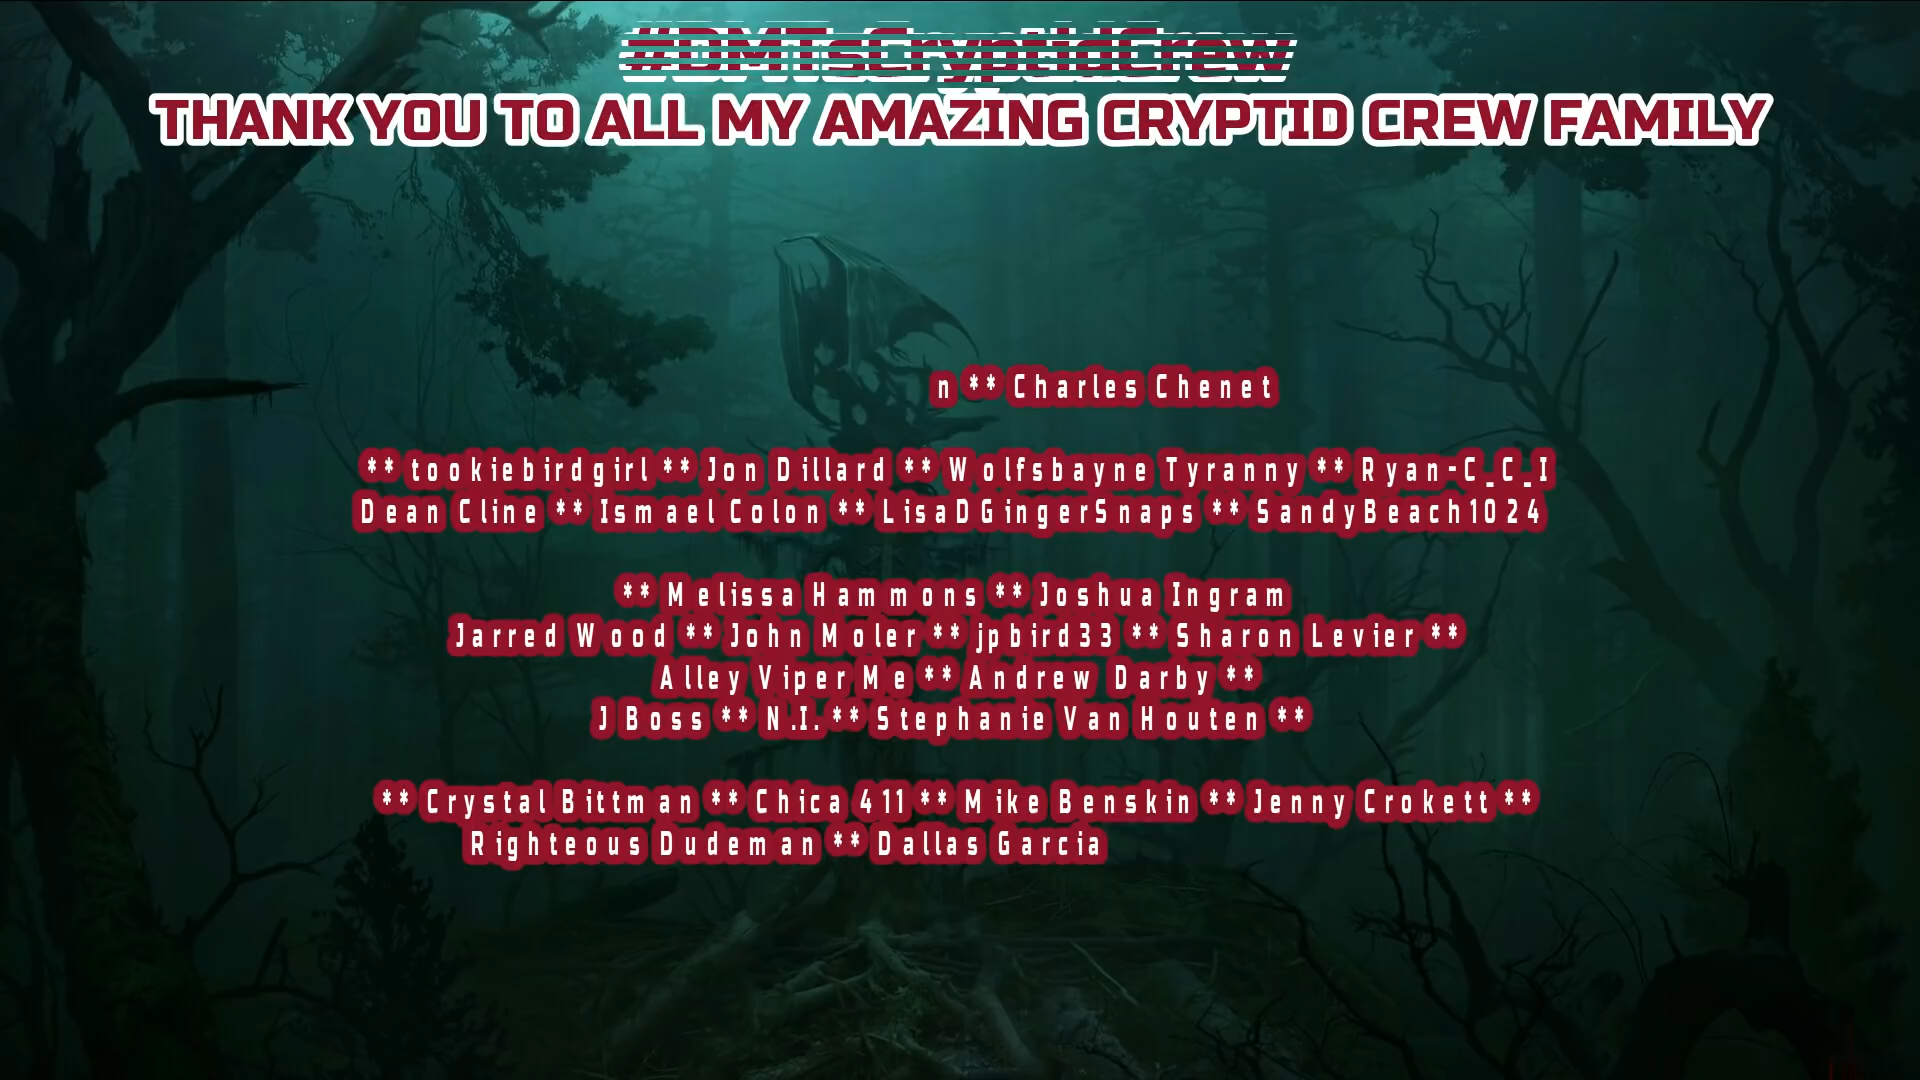 #DMTsCryptidCrew
THANK YOU TO ALL MY AMAZING CRYPTID CREW FAMILY
n ** Charles Chenet
** tookiebirdgirl ** Jon Dillard ** Wolfsbayne Tyranny ** Ryan-C_C_I
Dean Cline ** Ismael Colon ** LisaDGingerSnaps ** SandyBeach1024
** Melissa Hammons ** Joshua Ingram
Jarred Wood ** John Moler ** jpbird33 ** Sharon Levier **
Alley Viper Me ** Andrew Darby **
J Boss ** N.I. ** Stephanie Van Houten **
** Crystal Bittman ** Chica 411 ** Mike Benskin ** Jenny Crokett **
Righteous Dudeman ** Dallas Garcia